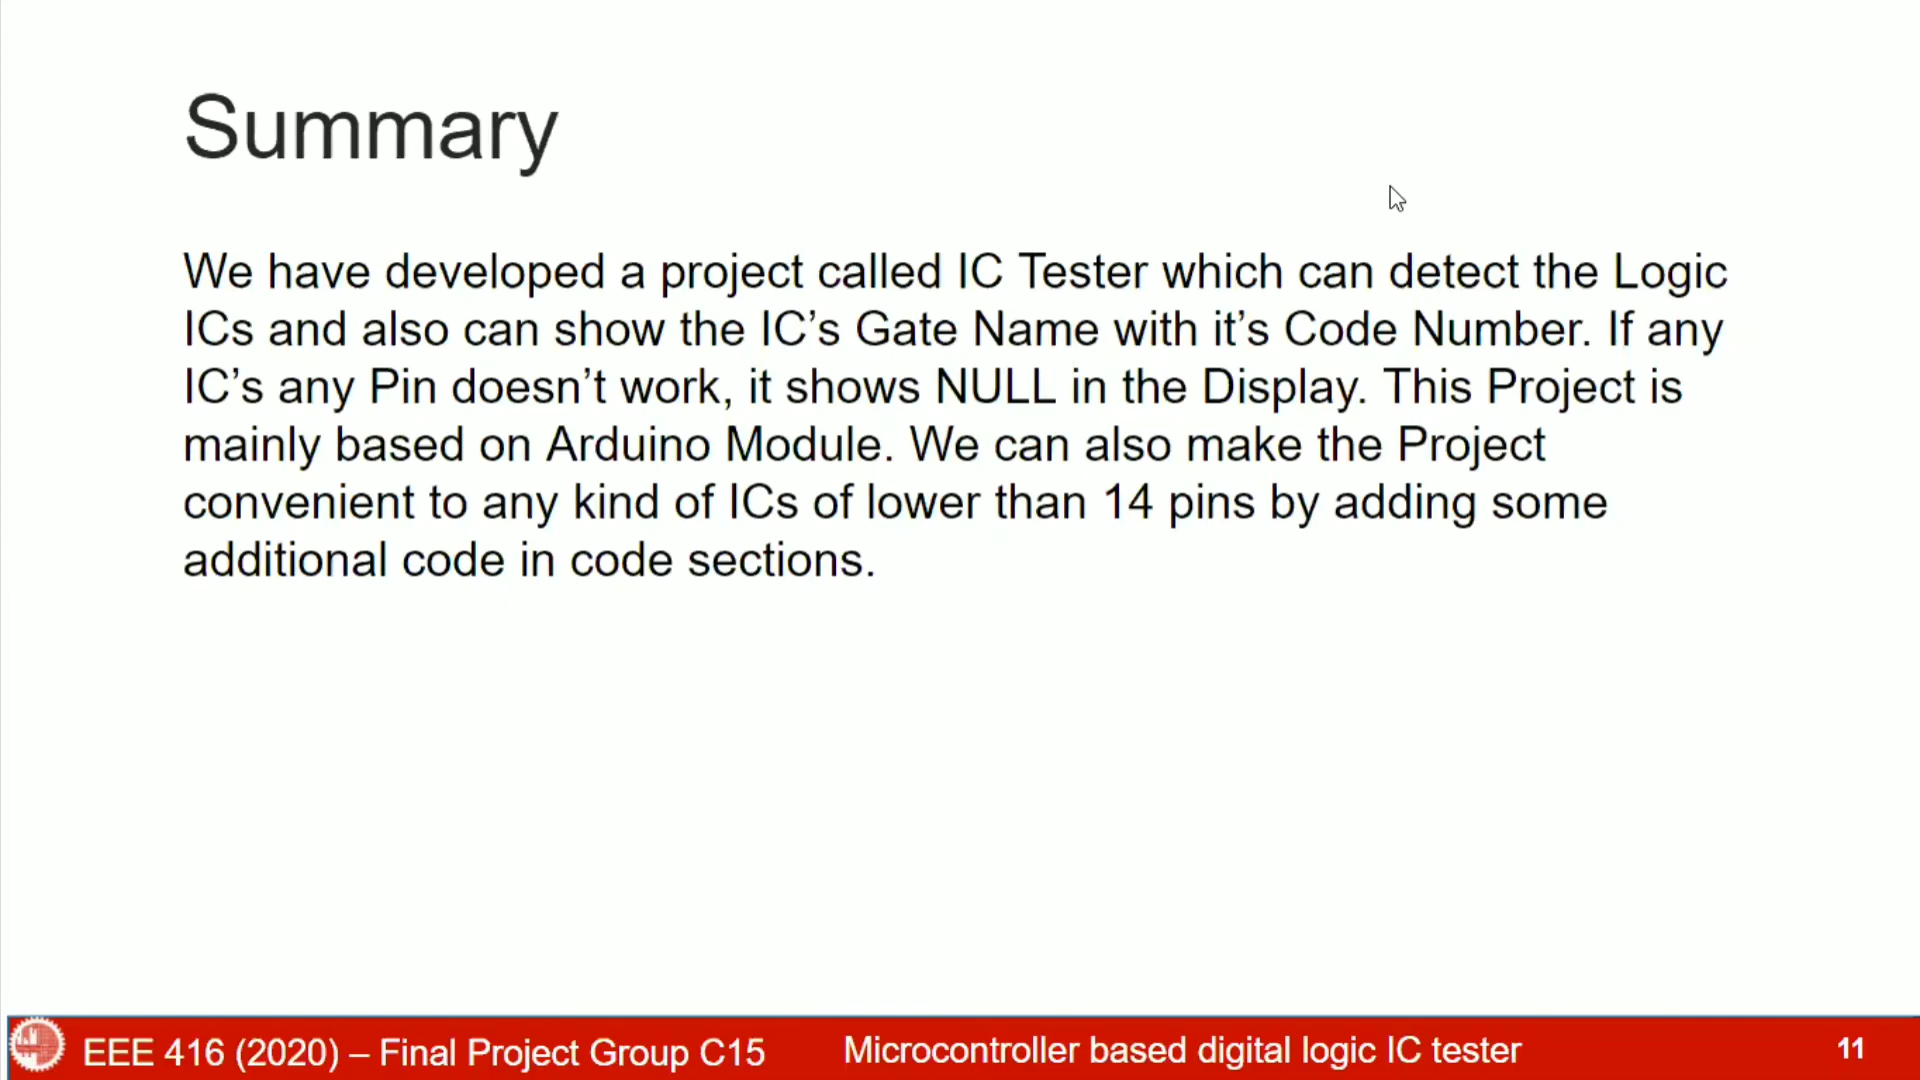 Summary
We have developed a project called IC Tester which can detect the Logic
ICs and also can show the IC’s Gate Name with it’s Code Number. If any
IC’s any Pin doesn’t work, it shows NULL in the Display. This Project is
mainly based on Arduino Module. We can also make the Project
convenient to any kind of ICs of lower than 14 pins by adding some
additional code in code sections.
EEE 416 (2020) – Final Project Group C15
Microcontroller based digital logic IC tester
11